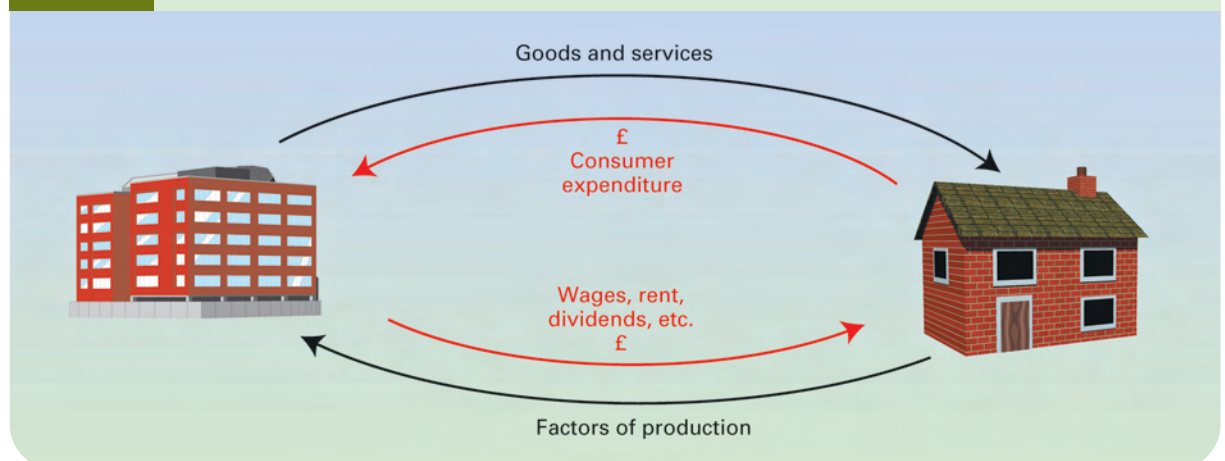 Goods and services
£
Consumer
expenditure
Wages, rent,
dividends, etc.
£
Factors of production